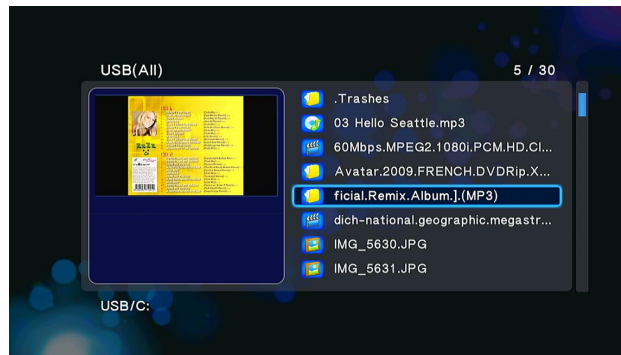 USB(All)
5 / 30
.Trashes
03 Hello Seattle.mp3
60Mbps.MPEG2.1080i.PCM.HD.Cl...
Avatar.2009.FRENCH.DVDRip.X...
ficial.Remix.Album.].(MP3)
dich-national.geographic.megastr...
IMG_5630.JPG
IMG_5631.JPG
USB/C: